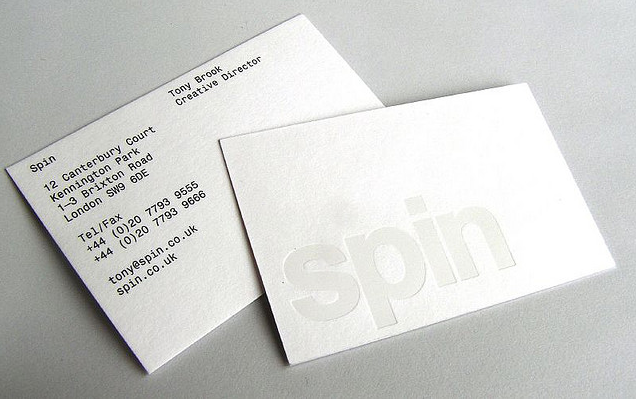 Tony Brook
Creative Director
Spin
12 Canterbury Court
Kennington Park
1–3 Brixton Road
London SW9 6DE
Tel/Fax
+44 (0)20 7793 9555
+44 (0)20 7793 9666
tony@spin.co.uk
spin.co.uk
spin